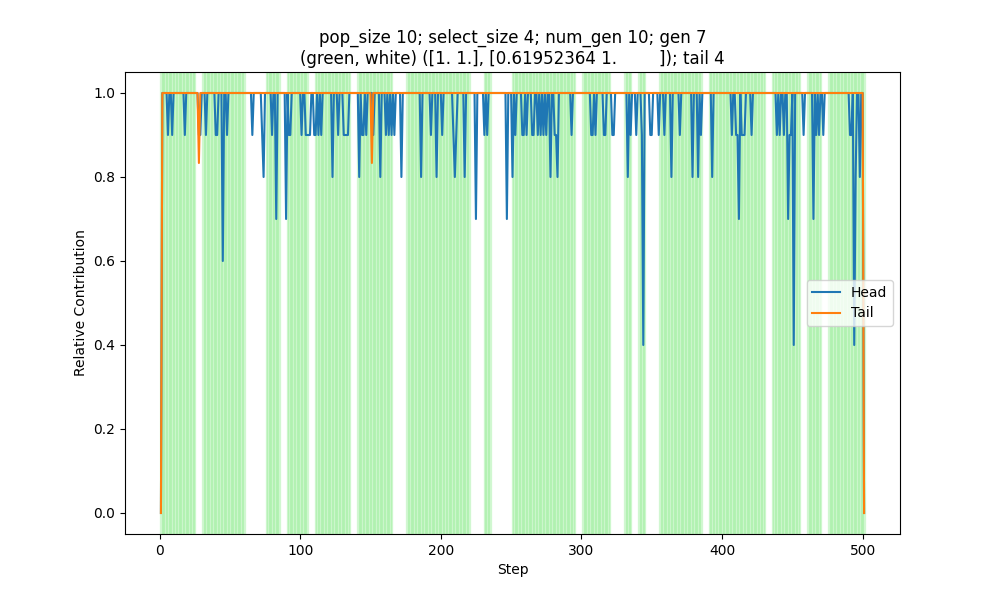 pop_size 10; select_size 4; num_gen 10; gen 7
(green, white) ([1. 1.], [0.61952364 1.        ]); tail 4
1.0
0.8
0.6
0.4
0.2
0.0
Relative Contribution
Head
Tail
0 100 200 300 400 500
Step